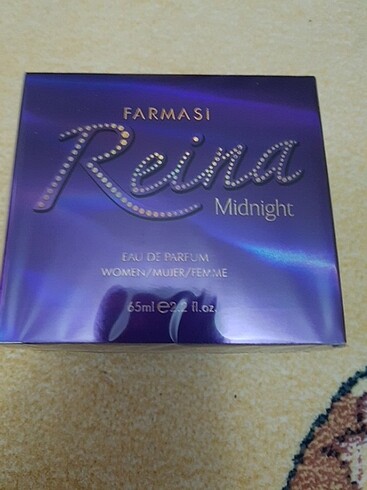 FARMASI
Reina
Midnight
EAU DE PARFUM
WOMEN/MUJER/FEMME
65ml e 2.2 fl.oz.